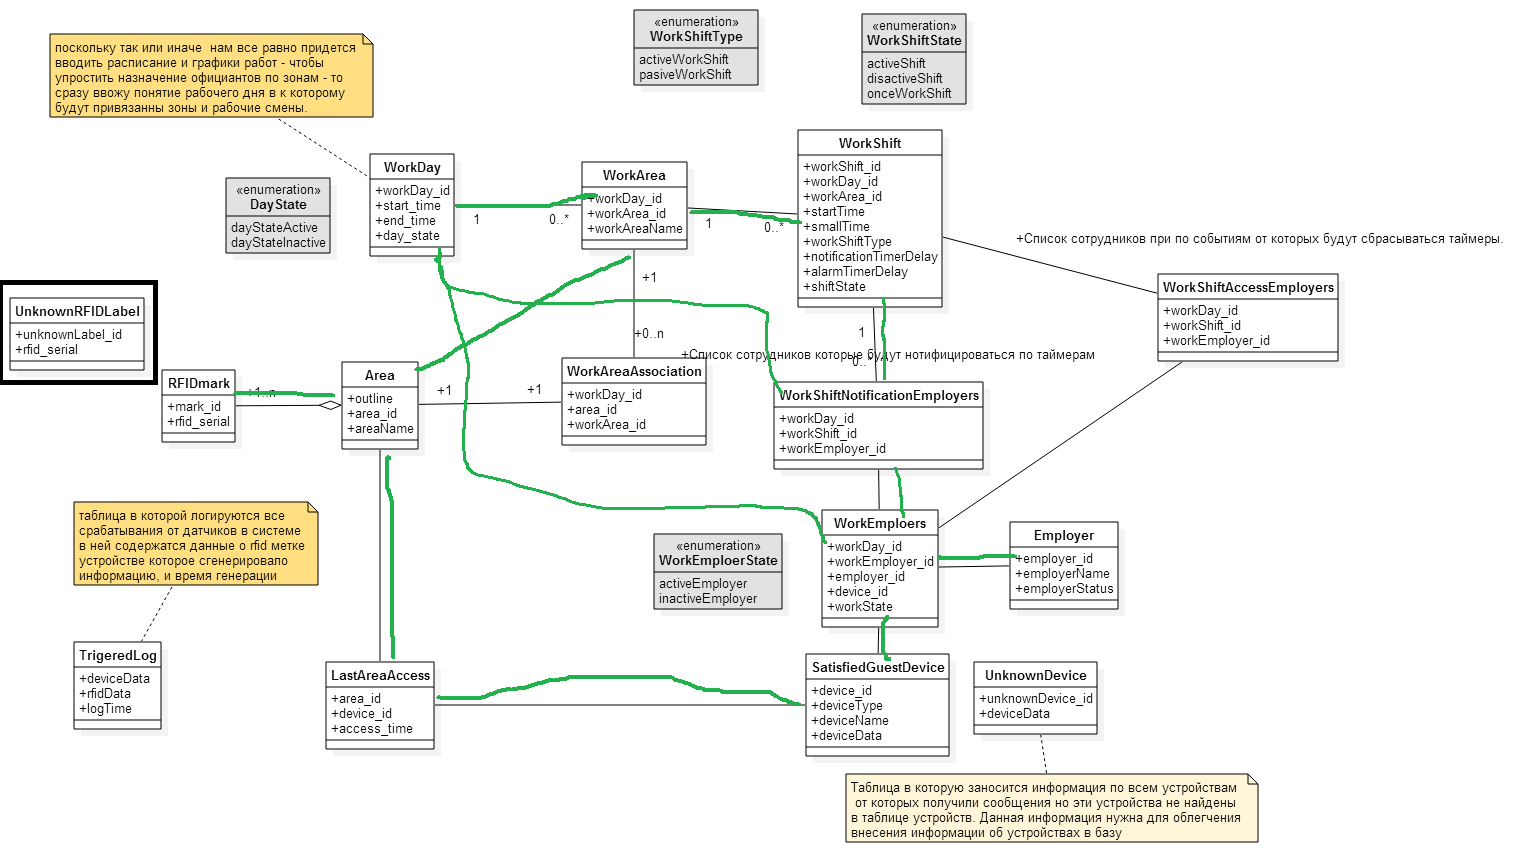 «enumeration»
WorkShiftType
activeWorkShift
pasiveWorkShift
«enumeration»
WorkShiftState
activeShift
disactiveShift
onceWorkShift
поскольку так или иначе  нам все равно придется
вводить расписание и графики работ - чтобы
упростить назначение официантов по зонам - то
сразу ввожу понятие рабочего дня в к которому
будут привязанны зоны и рабочие смены.
WorkDay
+workDay_id
+start_time
+end_time
+day_state
«enumeration»
DayState
dayStateActive
dayStateInactive
1
0..*
WorkArea
+workDay_id
+workArea_id
+workAreaName
1
0..*
WorkShift
+workShift_id
+workDay_id
+workArea_id
+startTime
+smallTime
+workShiftType
+notificationTimerDelay
+alarmTimerDelay
+shiftState
+Список сотрудников при по событиям от которых будут сбрасываться таймеры.
WorkShiftAccessEmployers
+workDay_id
+workShift_id
+workEmployer_id
UnknownRFIDLabel
+unknownLabel_id
+rfid_serial
+1
+0..n
1
0..*
+Список сотрудников которые будут нотифицироваться по таймерам
RFIDmark
+mark_id
+rfid_serial
+1..n
Area
+outline
+area_id
+areaName
+1
+1
WorkAreaAssociation
+workDay_id
+area_id
+workArea_id
WorkShiftNotificationEmployers
+workDay_id
+workShift_id
+workEmployer_id
таблица в которой логируются все
срабатывания от датчиков в системе
в ней содержатся данные о rfid метке
устройстве которое сгенерировало
информацию, и время генерации
«enumeration»
WorkEmploerState
activeEmployer
inactiveEmployer
WorkEmploers
+workDay_id
+workEmployer_id
+employer_id
+device_id
+workState
Employer
+employer_id
+employerName
+employerStatus
TrigeredLog
+deviceData
+rfidData
+logTime
LastAreaAccess
+area_id
+device_id
+access_time
SatisfiedGuestDevice
+device_id
+deviceType
+deviceName
+deviceData
UnknownDevice
+unknownDevice_id
+deviceData
Таблица в которую заносится информация по всем устройствам
от которых получили сообщения но эти устройства не найдены
в таблице устройств. Данная информация нужна для облегчения
внесения информации об устройствах в базу